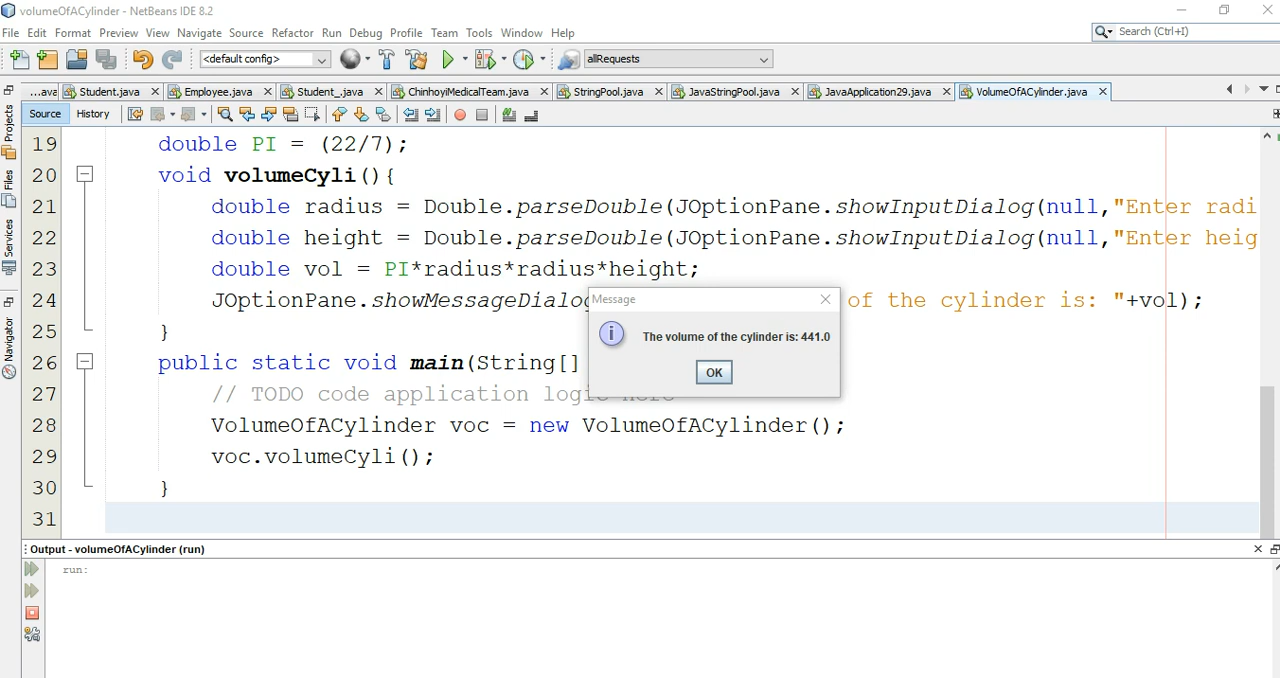 volumeOfACylinder - NetBeans IDE 8.2
File Edit Format Preview View Navigate Source Refactor Run Debug Profile Team Tools Window Help
Search (Ctrl+I)
<default config>
allRequests
...ava Student.java Employee.java Student_.java ChinhoyiMedicalTeam.java StringPool.java JavaStringPool.java JavaApplication29.java VolumeOfACylinder.java
Source History
Projects
Files
Services
Navigator
19 double PI = (22/7);
20 void volumeCyli(){
21 double radius = Double.parseDouble(JOptionPane.showInputDialog(null,"Enter radi
22 double height = Double.parseDouble(JOptionPane.showInputDialog(null,"Enter heig
23 double vol = PI*radius*radius*height;
24 JOptionPane.showMessageDialog of the cylinder is: "+vol);
25 }
26 public static void main(String[]
27 // TODO code application logic here
28 VolumeOfACylinder voc = new VolumeOfACylinder();
29 voc.volumeCyli();
30 }
31
Message
The volume of the cylinder is: 441.0
OK
Output - volumeOfACylinder (run)
run: